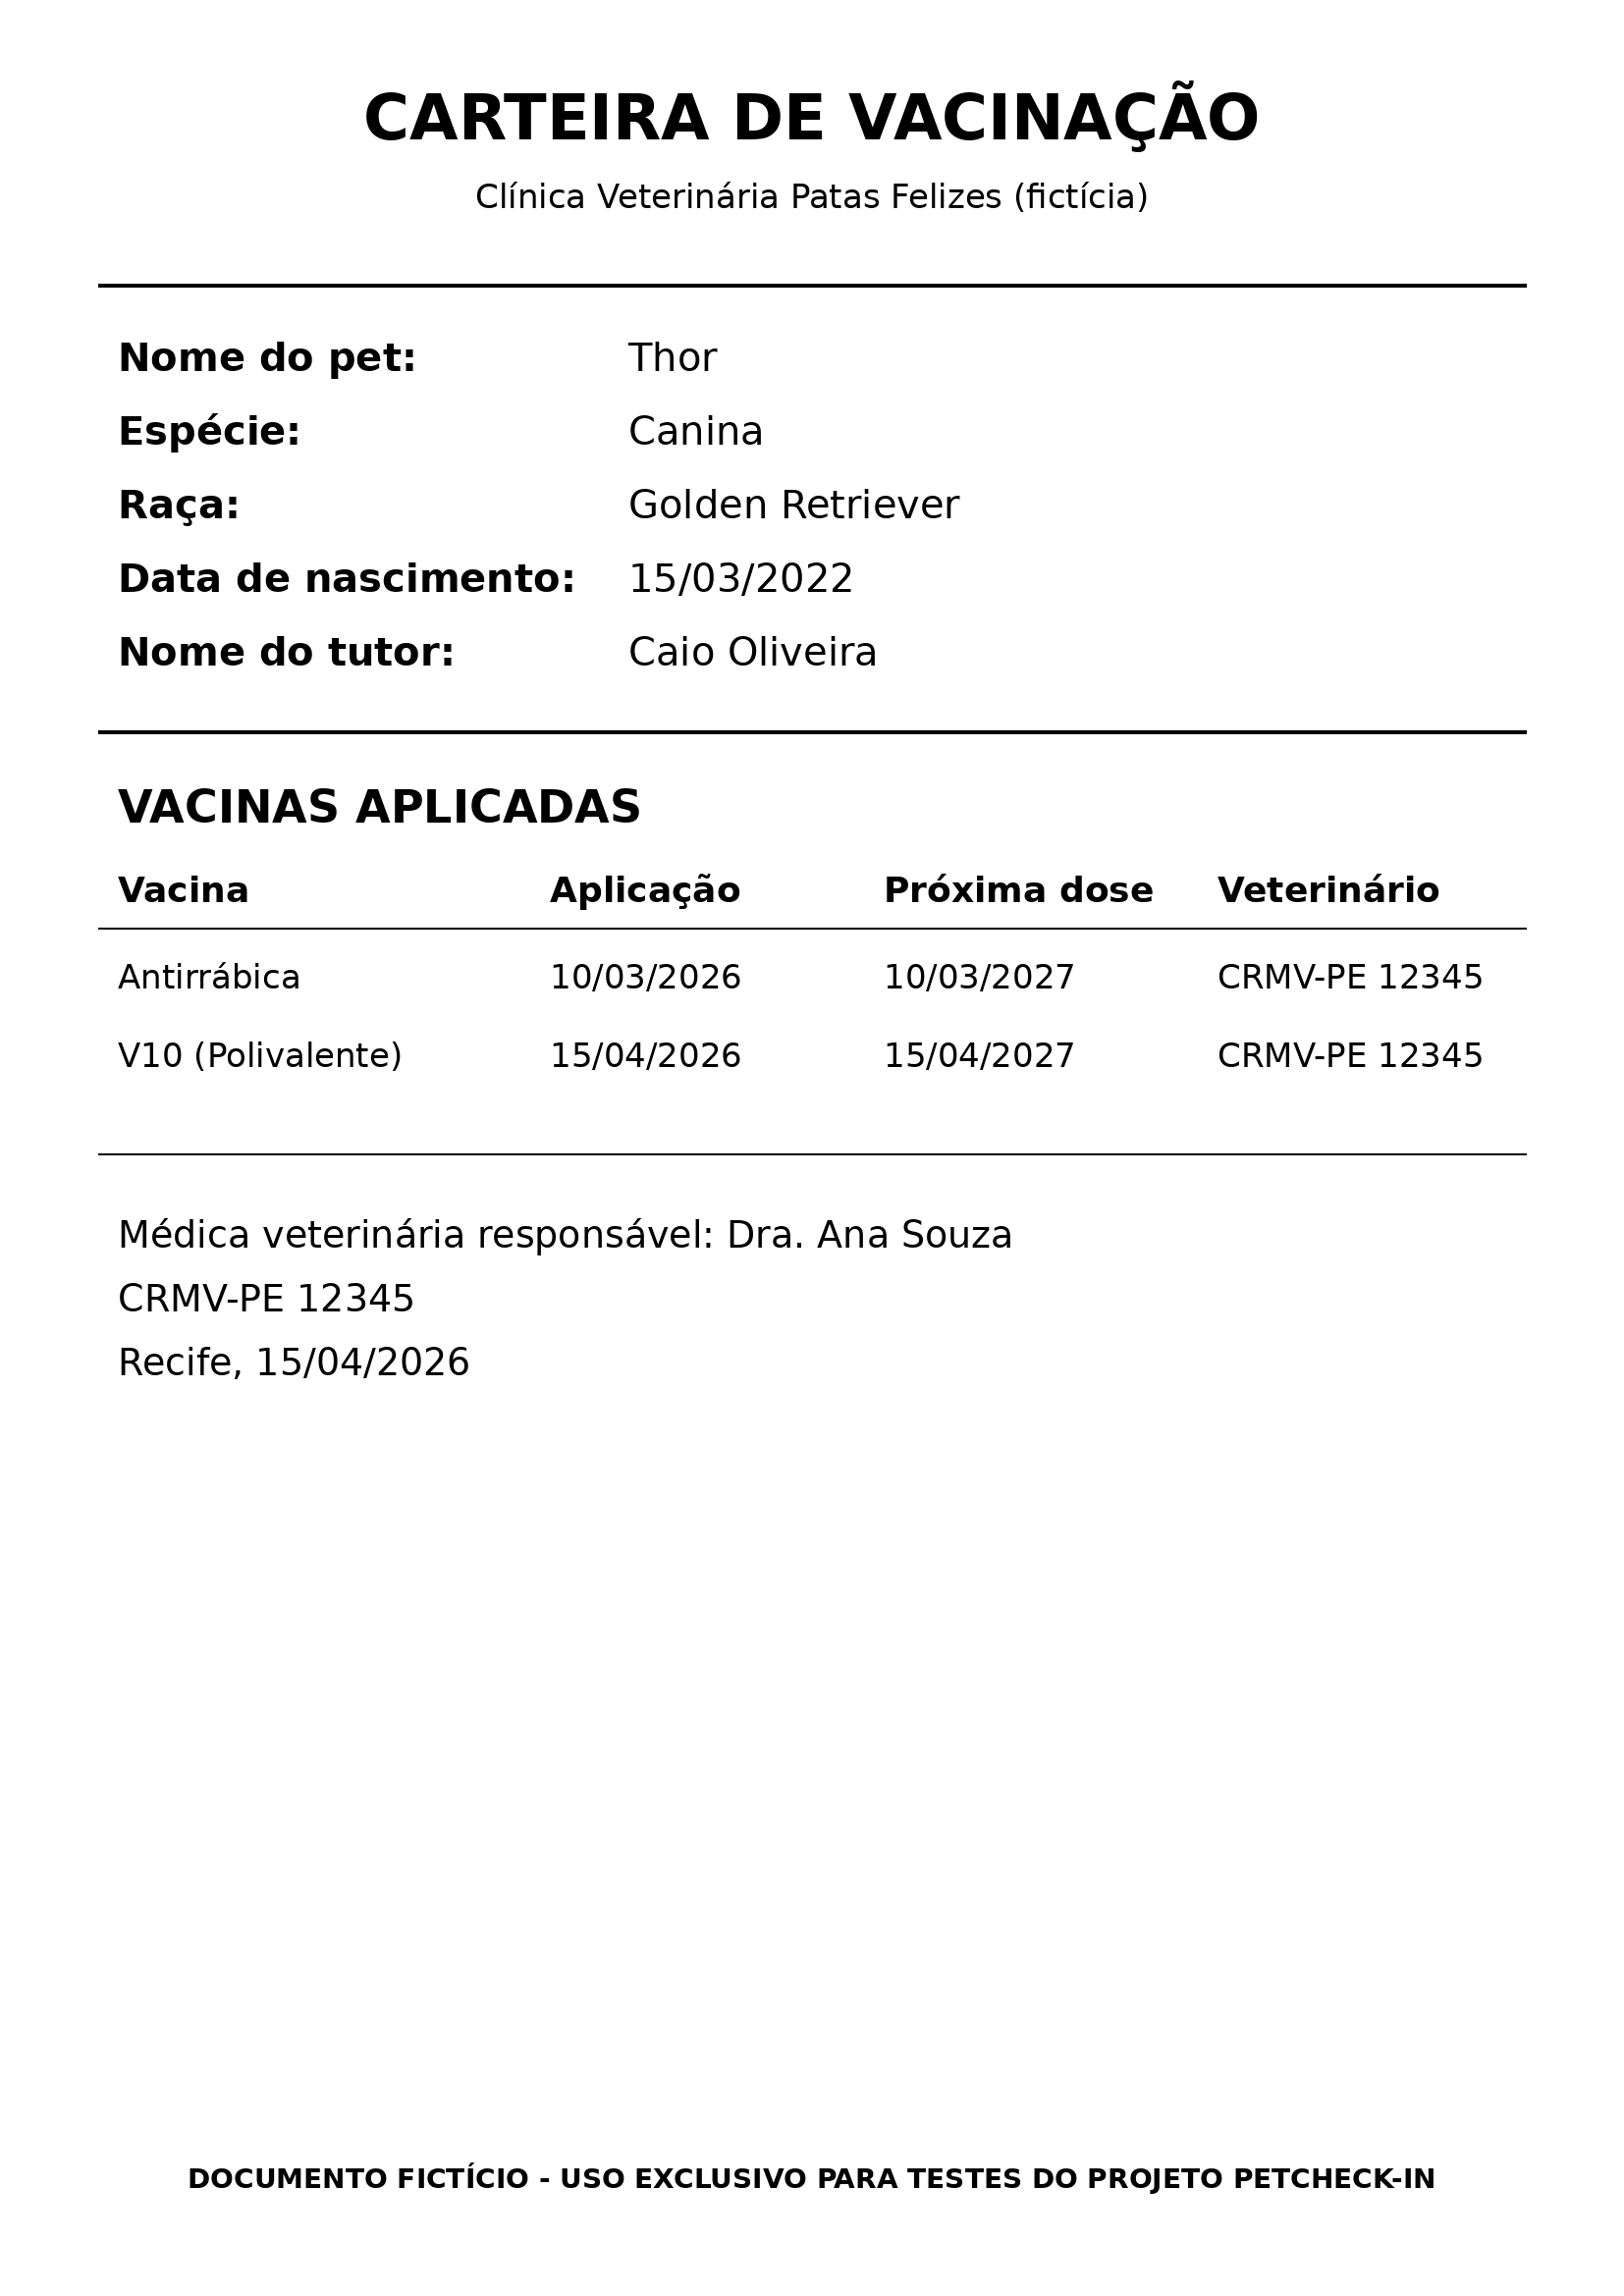 CARTEIRA DE VACINAÇÃO
Clínica Veterinária Patas Felizes (fictícia)
Nome do pet: Thor
Espécie: Canina
Raça: Golden Retriever
Data de nascimento: 15/03/2022
Nome do tutor: Caio Oliveira
VACINAS APLICADAS
Vacina Aplicação Próxima dose Veterinário
Antirrábica 10/03/2026 10/03/2027 CRMV-PE 12345
V10 (Polivalente) 15/04/2026 15/04/2027 CRMV-PE 12345
Médica veterinária responsável: Dra. Ana Souza
CRMV-PE 12345
Recife, 15/04/2026
DOCUMENTO FICTÍCIO - USO EXCLUSIVO PARA TESTES DO PROJETO PETCHECK-IN